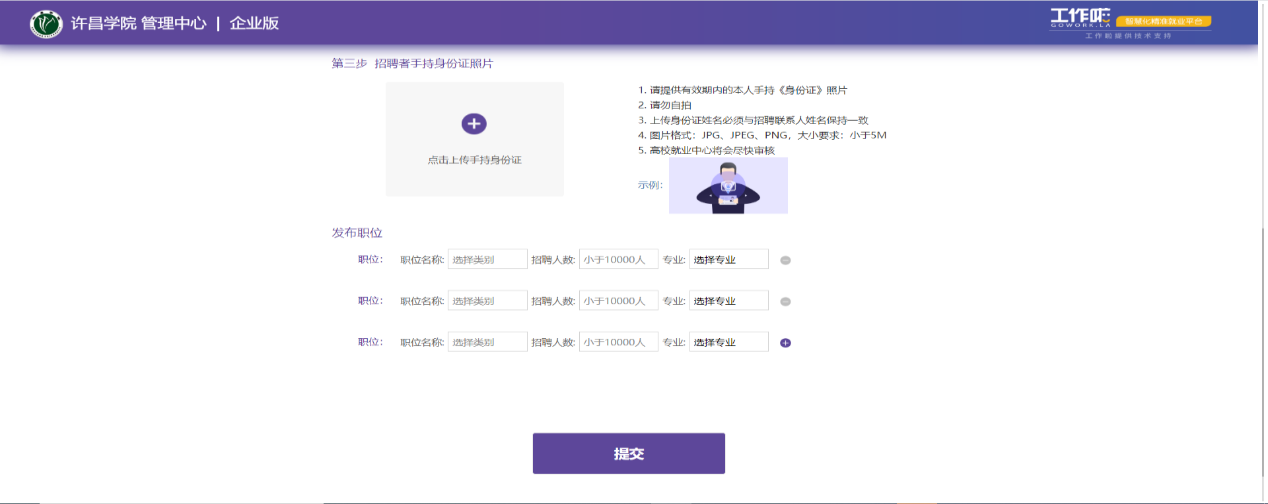 许昌学院 管理中心 | 企业版
工作啦
GOWORK.LA
智慧化精准就业平台
工作啦提供技术支持
第三步 招聘者手持身份证照片
点击上传手持身份证
1. 请提供有效期内的本人手持《身份证》照片
2. 请勿自拍
3. 上传身份证姓名必须与招聘联系人姓名保持一致
4. 图片格式：JPG、JPEG、PNG，大小要求：小于5M
5. 高校就业中心将会尽快审核
示例：
发布职位
职位： 职位名称: 选择类别 招聘人数: 小于10000人 专业: 选择专业
职位： 职位名称: 选择类别 招聘人数: 小于10000人 专业: 选择专业
职位： 职位名称: 选择类别 招聘人数: 小于10000人 专业: 选择专业
提交